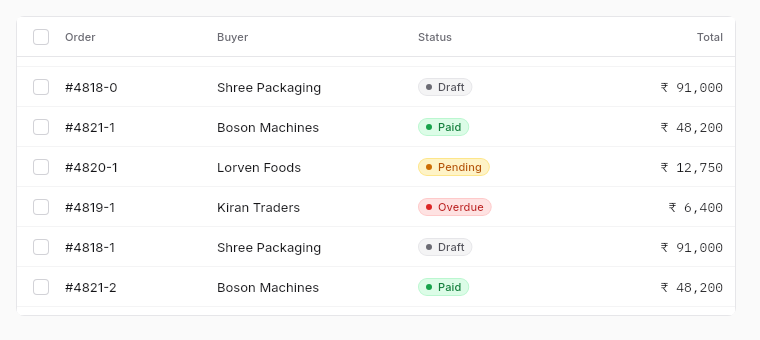 Order Buyer Status Total
#4818-0 Shree Packaging Draft ₹ 91,000
#4821-1 Boson Machines Paid ₹ 48,200
#4820-1 Lorven Foods Pending ₹ 12,750
#4819-1 Kiran Traders Overdue ₹ 6,400
#4818-1 Shree Packaging Draft ₹ 91,000
#4821-2 Boson Machines Paid ₹ 48,200